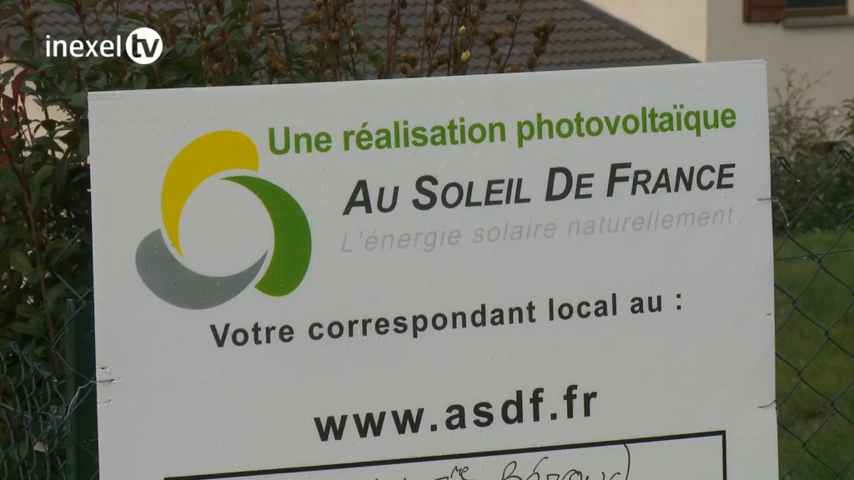 inexel tv
Une réalisation photovoltaïque
AU SOLEIL DE FRANCE
L'énergie solaire naturellement
Votre correspondant local au :
www.asdf.fr